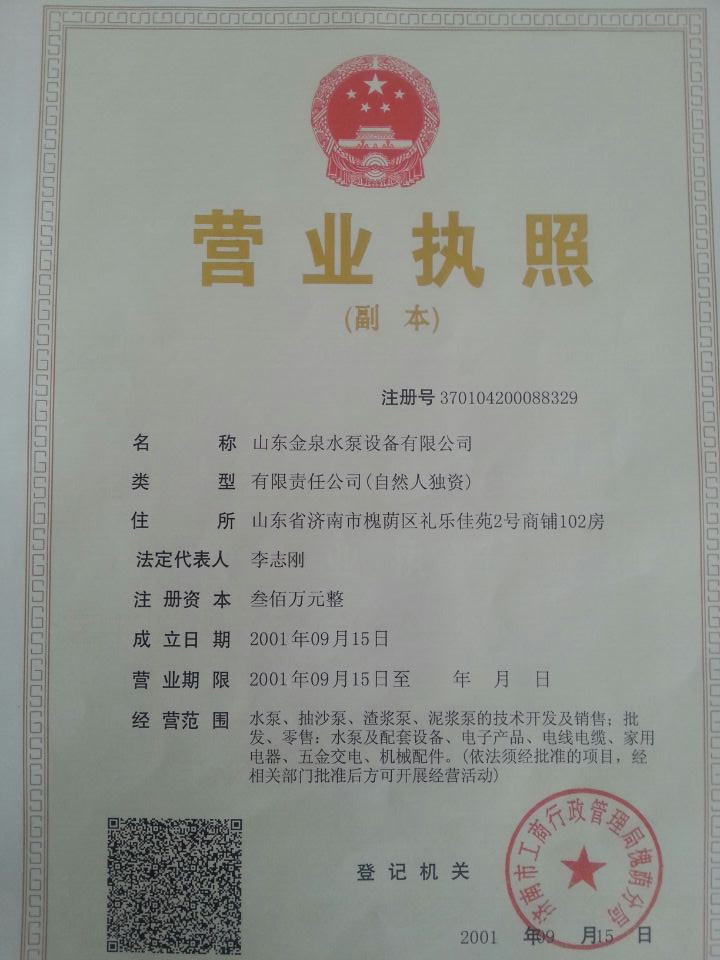 营业执照
(副 本)
注册号 370104200088329
名 称 山东金泉水泵设备有限公司
类 型 有限责任公司(自然人独资)
住 所 山东省济南市槐荫区礼乐佳苑2号商铺102房
法定代表人 李志刚
注册资本 叁佰万元整
成立日期 2001年09月15日
营业期限 2001年09月15日至 年 月 日
经营范围 水泵、抽沙泵、渣浆泵、泥浆泵的技术开发及销售；批
发、零售：水泵及配套设备、电子产品、电线电缆、家用
电器、五金交电、机械配件。(依法须经批准的项目，经
相关部门批准后方可开展经营活动)
济南市工商行政管理局槐荫分局
登记机关
2001 年09 月15 日